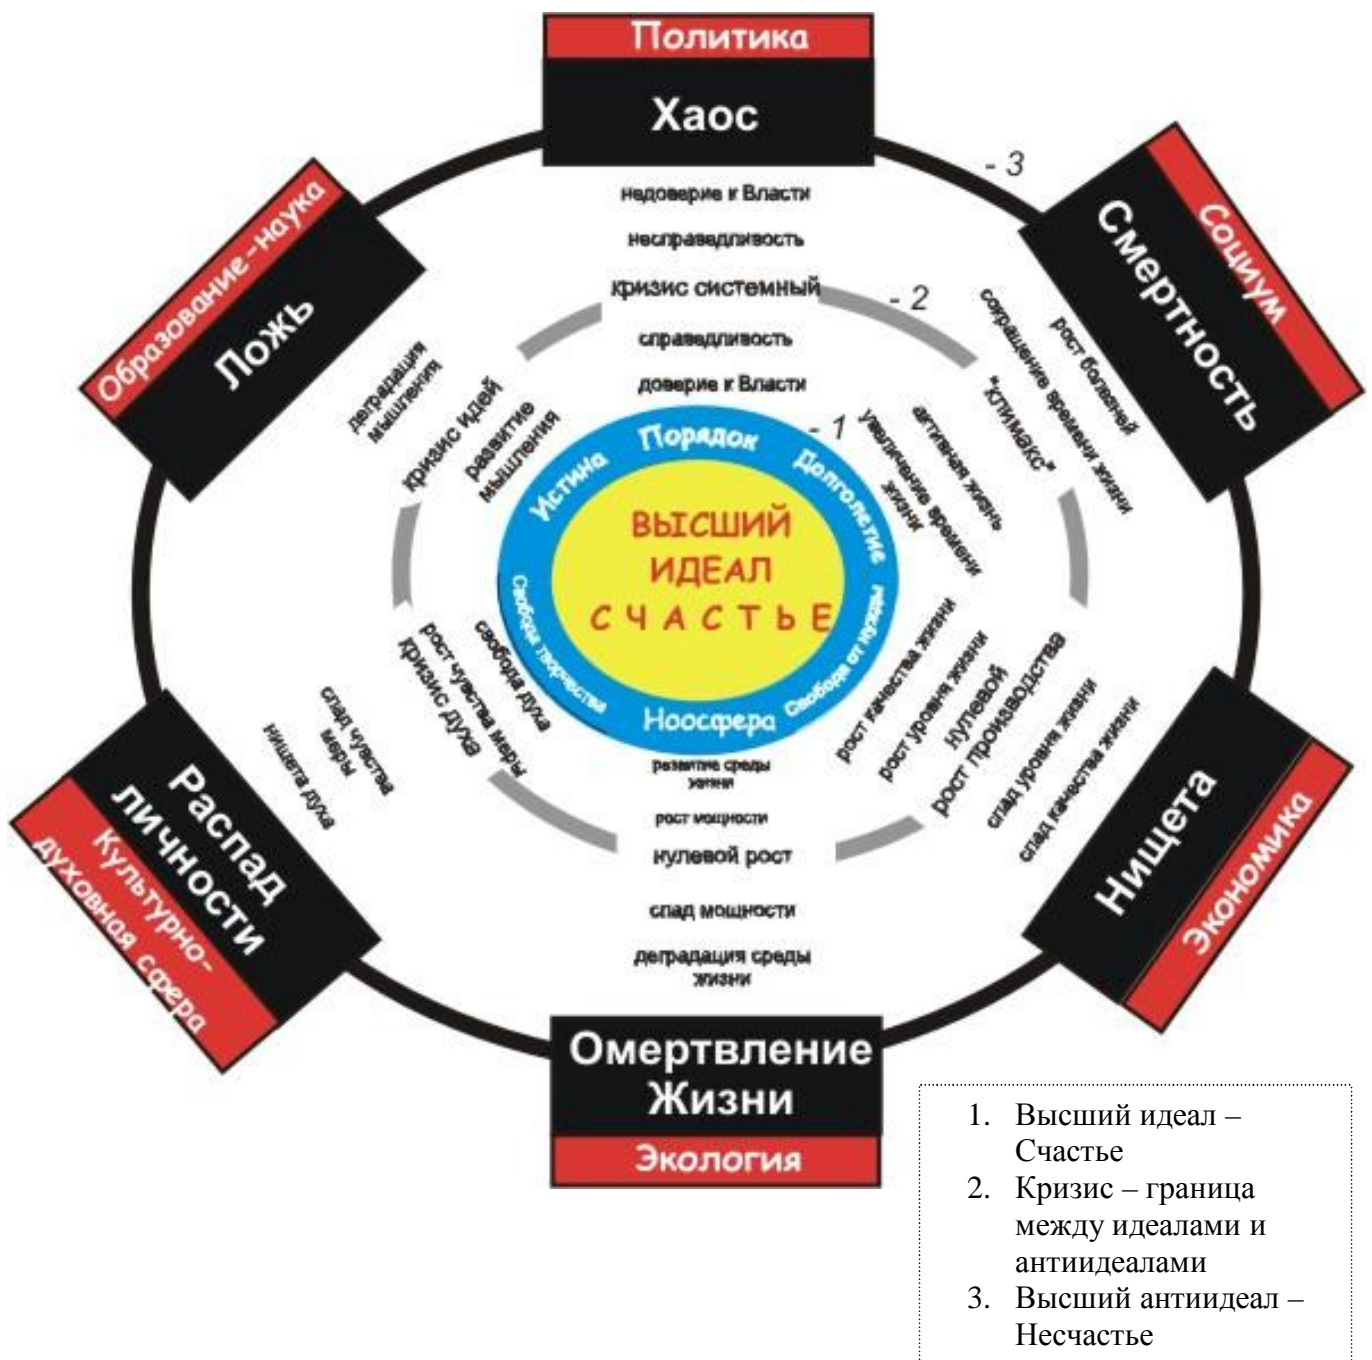 Политика
Хаос
- 3
недоверие к Власти
несправедливость
кризис системный
- 2
справедливость
доверие к Власти
Социум
Смертность
рост болезней
сокращение времени жизни
"климакс"
активная жизнь
увеличение времени
жизни
- 1
Образование-наука
Ложь
деградация
мышления
кризис идей
развитие
мышления
Истина
Порядок
Долголетие
Свобода творчества
Ноосфера
Свобода от нужды
ВЫСШИЙ
ИДЕАЛ
СЧАСТЬЕ
свобода духа
рост чувства меры
кризис духа
спад чувства
меры
нищета духа
Распад
личности
Культурно-
духовная сфера
рост качества жизни
рост уровня жизни
нулевой
рост производства
спад уровня жизни
спад качества жизни
Нищета
Экономика
развитие среды
жизни
рост мощности
нулевой рост
спад мощности
деградация среды
жизни
Омертвление
Жизни
Экология
1. Высший идеал –
Счастье
2. Кризис – граница
между идеалами и
антиидеалами
3. Высший антиидеал –
Несчастье